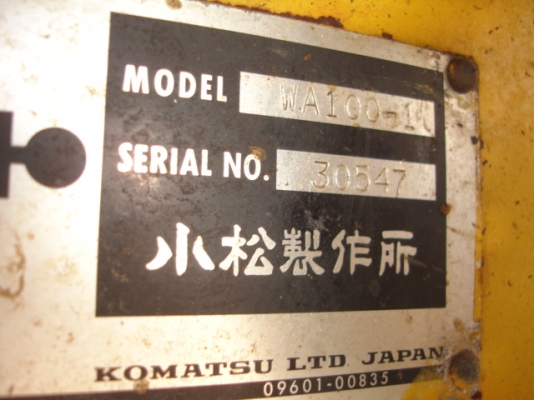 MODEL WA100-1
SERIAL NO. 30547
小松製作所
KOMATSU LTD. JAPAN
09601-00835